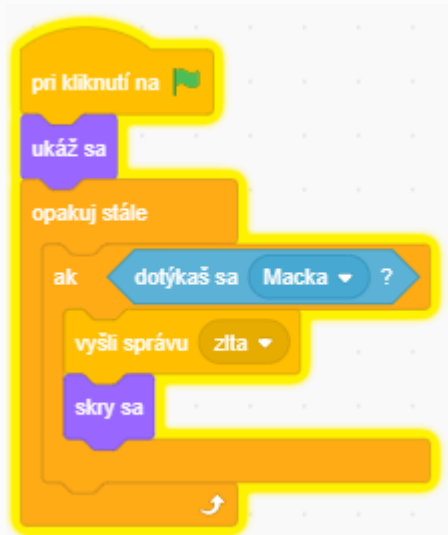 pri kliknutí na
ukáž sa
opakuj stále
ak dotýkaš sa Macka ?
vyšli správu zlta
skry sa